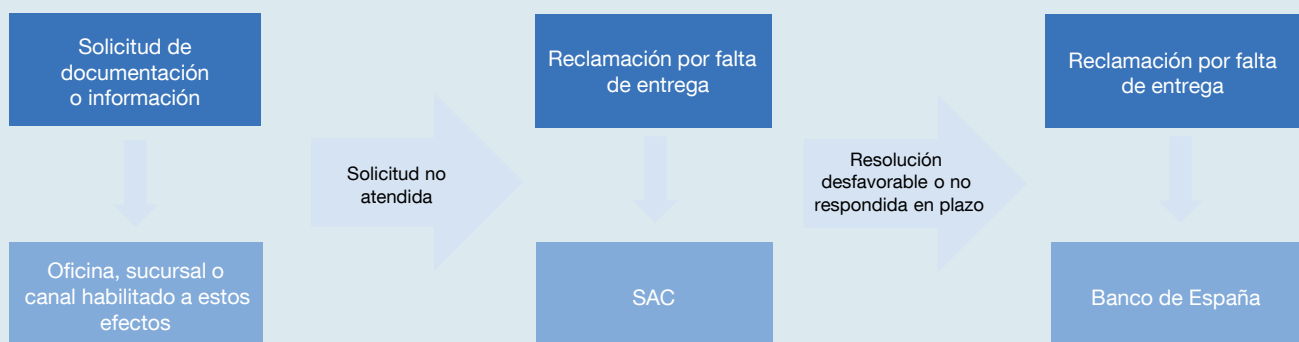 Solicitud de
documentación
o información
Oficina, sucursal o
canal habilitado a estos
efectos
Solicitud no
atendida
Reclamación por falta
de entrega
SAC
Resolución
desfavorable o no
respondida en plazo
Reclamación por falta
de entrega
Banco de España